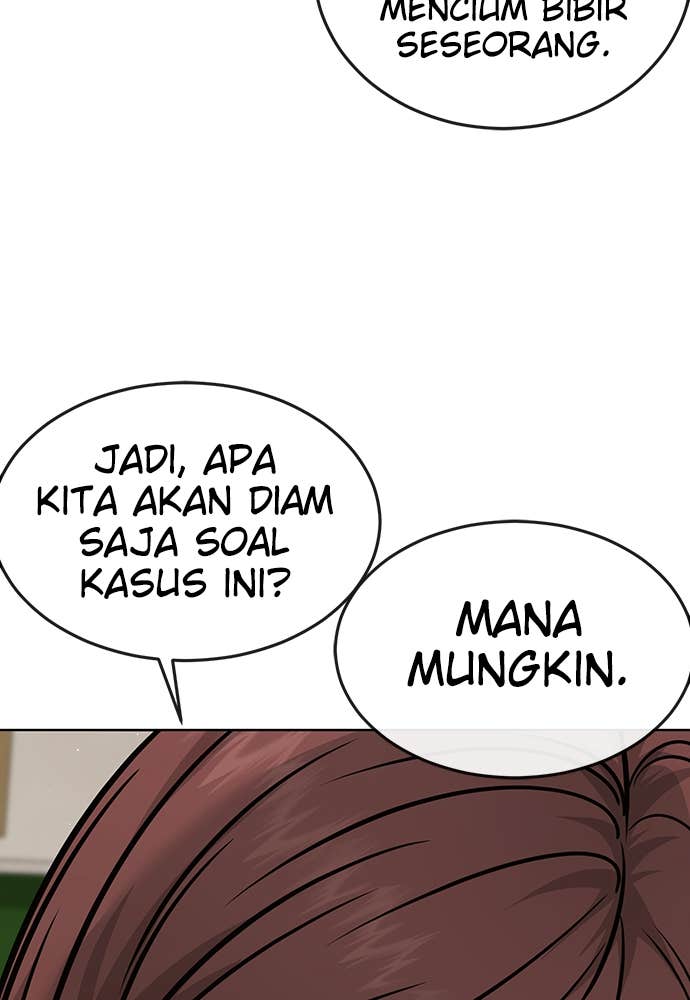 MENCIUM BIBIR
SESEORANG.
JADI, APA
KITA AKAN DIAM
SAJA SOAL
KASUS INI?
MANA
MUNGKIN.